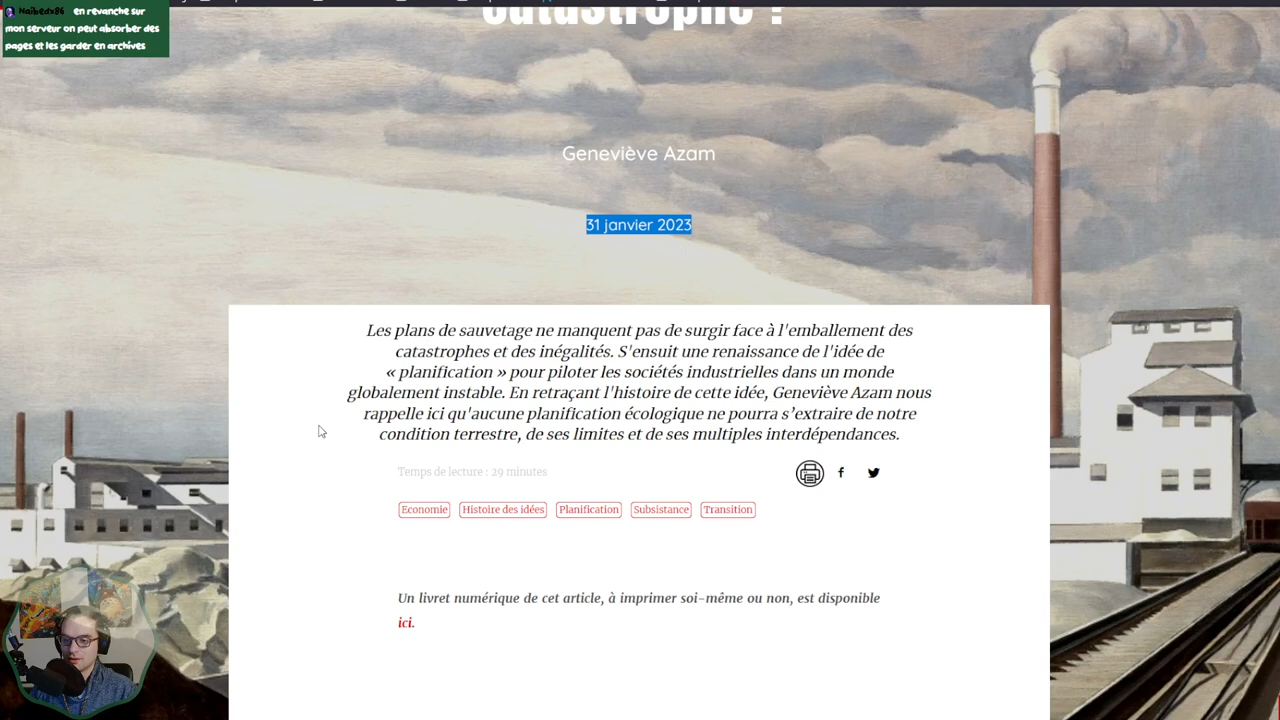 Naibedx86 en revanche sur
mon serveur on peut absorber des
pages et les garder en archives
catastrophe ?
Geneviève Azam
31 janvier 2023
Les plans de sauvetage ne manquent pas de surgir face à l'emballement des
catastrophes et des inégalités. S'ensuit une renaissance de l'idée de
« planification » pour piloter les sociétés industrielles dans un monde
globalement instable. En retraçant l'histoire de cette idée, Geneviève Azam nous
rappelle ici qu'aucune planification écologique ne pourra s’extraire de notre
condition terrestre, de ses limites et de ses multiples interdépendances.
Temps de lecture : 29 minutes
Economie Histoire des idées Planification Subsistance Transition
Un livret numérique de cet article, à imprimer soi-même ou non, est disponible
ici.